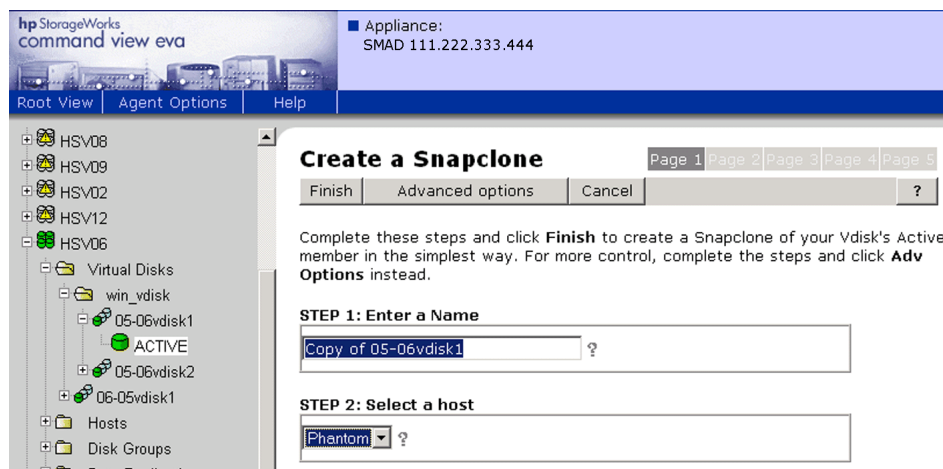 hp StorageWorks
command view eva
Appliance:
SMAD 111.222.333.444
Root View Agent Options Help
HSV08
HSV09
HSV02
HSV12
HSV06
Virtual Disks
win_vdisk
05-06vdisk1
ACTIVE
05-06vdisk2
06-05vdisk1
Hosts
Disk Groups
Create a Snapclone
Page 1 Page 2 Page 3 Page 4 Page 5
Finish Advanced options Cancel ?
Complete these steps and click Finish to create a Snapclone of your Vdisk's Active
member in the simplest way. For more control, complete the steps and click Adv
Options instead.
STEP 1: Enter a Name
Copy of 05-06vdisk1 ?
STEP 2: Select a host
Phantom ?